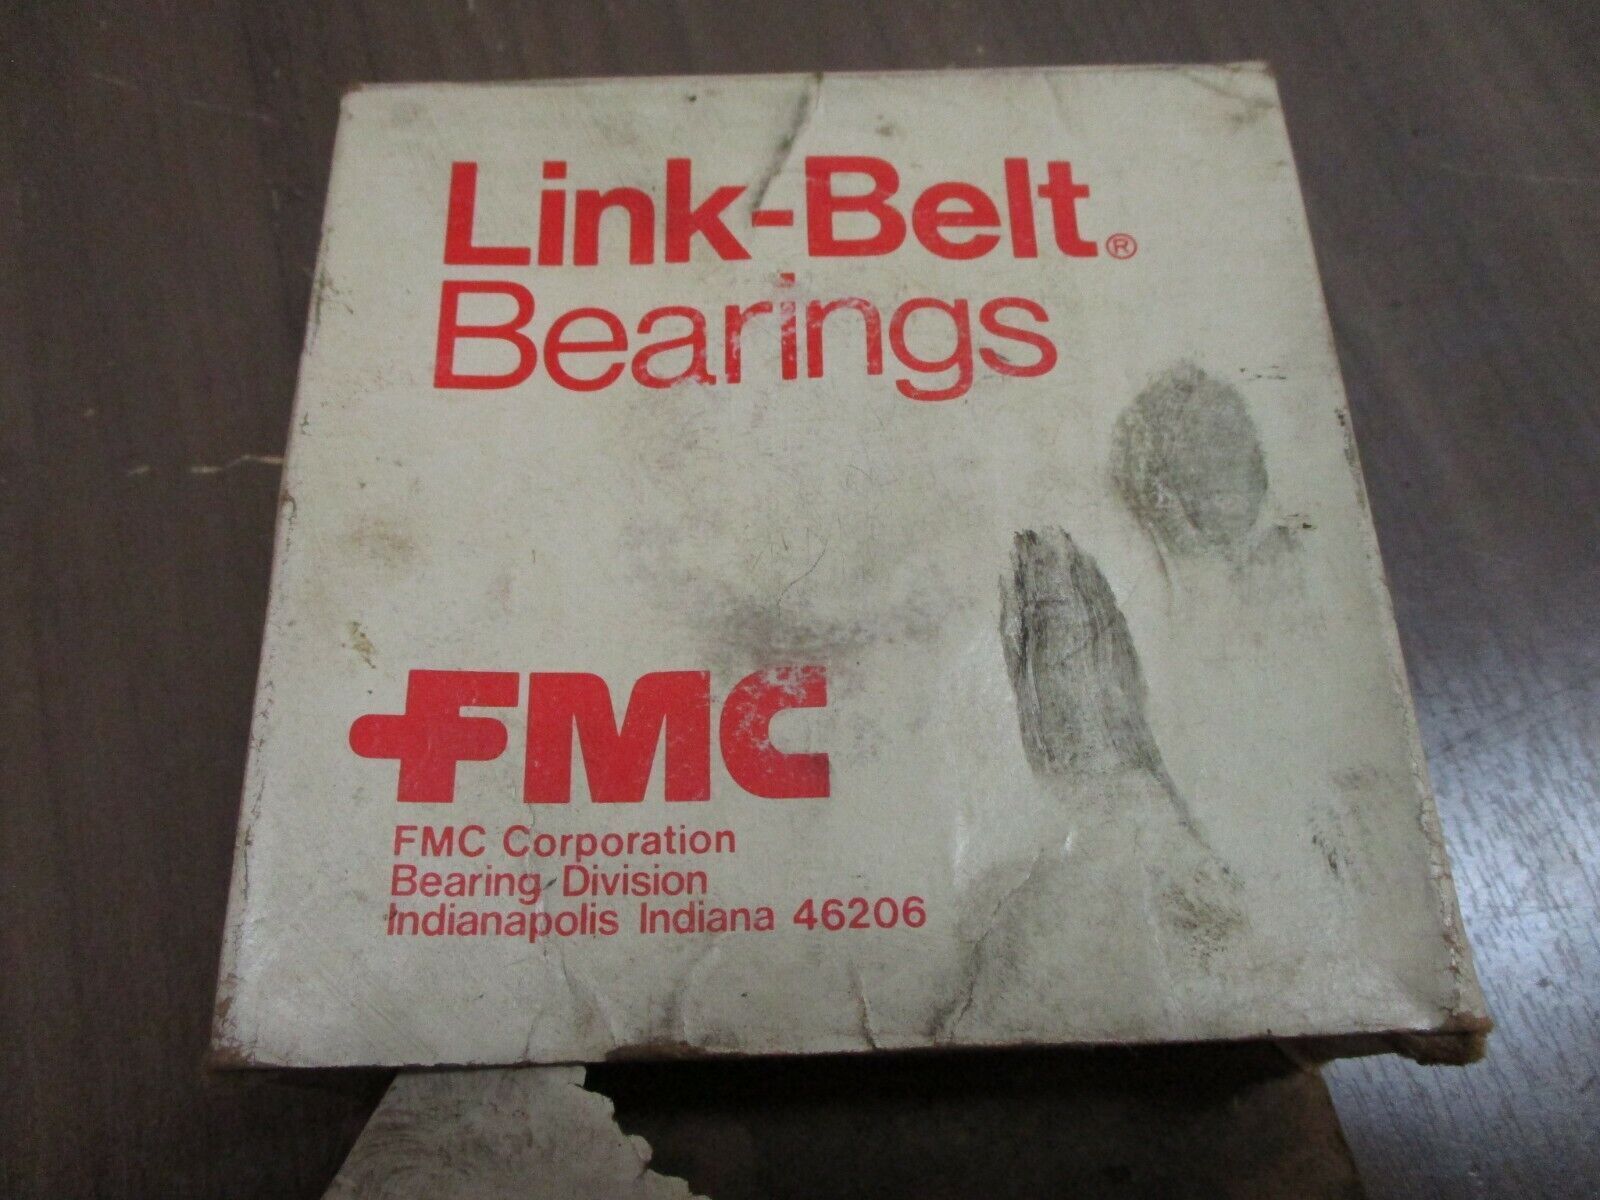 Link-Belt®
Bearings
FMC
FMC Corporation
Bearing Division
Indianapolis Indiana 46206